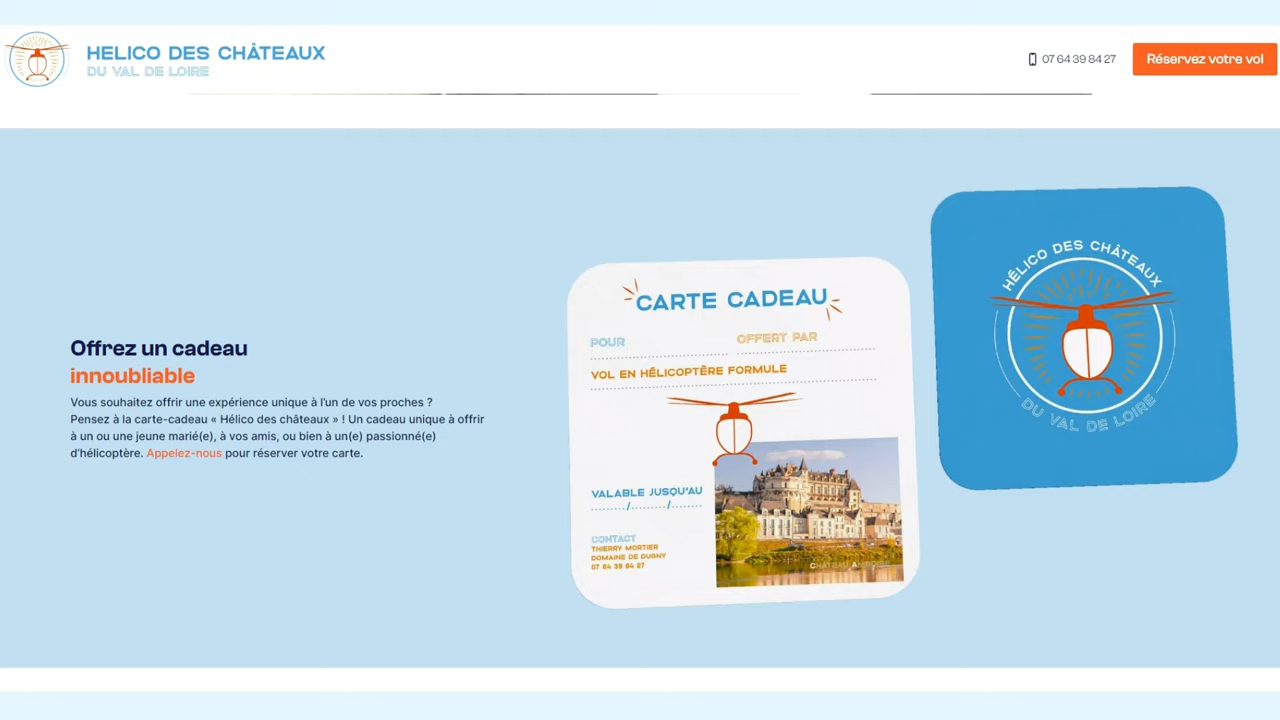 HELICO DES CHÂTEAUX
DU VAL DE LOIRE
07 64 39 84 27
Réservez votre vol
Offrez un cadeau
innoubliable
Vous souhaitez offrir une expérience unique à l'un de vos proches ?
Pensez à la carte-cadeau « Hélico des châteaux » ! Un cadeau unique à offrir
à un ou une jeune marié(e), à vos amis, ou bien à un(e) passionné(e)
d'hélicoptère. Appelez-nous pour réserver votre carte.
CARTE CADEAU
POUR
OFFERT PAR
VOL EN HÉLICOPTÈRE FORMULE
VALABLE JUSQU'AU
......../......../........
CONTACT
THIERRY MORTIER
DOMAINE DE DUGNY
07 64 39 84 27
CHÂTEAU
HÉLICO DES CHÂTEAUX
DU VAL DE LOIRE